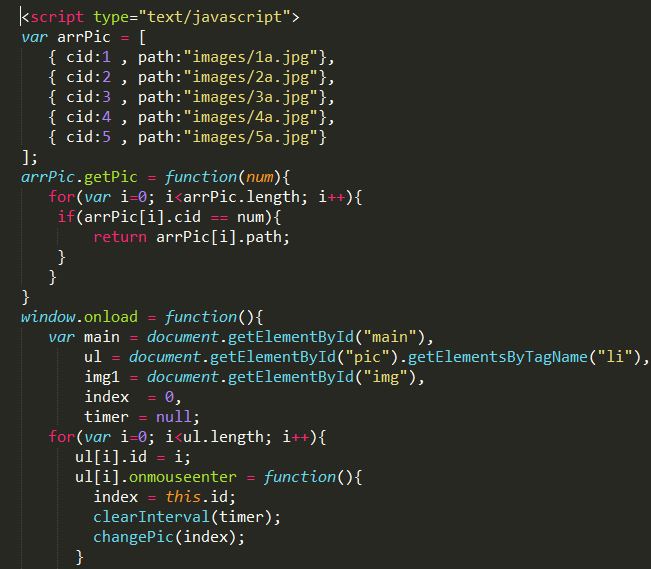 <script type="text/javascript">
var arrPic = [
{ cid:1 , path:"images/1a.jpg"},
{ cid:2 , path:"images/2a.jpg"},
{ cid:3 , path:"images/3a.jpg"},
{ cid:4 , path:"images/4a.jpg"},
{ cid:5 , path:"images/5a.jpg"}
];
arrPic.getPic = function(num){
for(var i=0; i<arrPic.length; i++){
if(arrPic[i].cid == num){
return arrPic[i].path;
}
}
}
window.onload = function(){
var main = document.getElementById("main"),
ul = document.getElementById("pic").getElementsByTagName("li"),
img1 = document.getElementById("img"),
index  = 0,
timer = null;
for(var i=0; i<ul.length; i++){
ul[i].id = i;
ul[i].onmouseenter = function(){
index = this.id;
clearInterval(timer);
changePic(index);
}